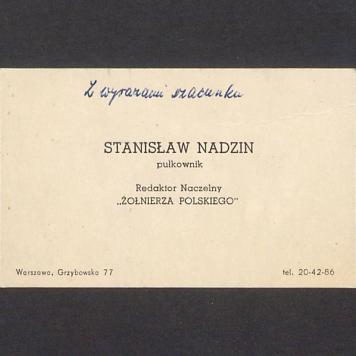 Z wyrazami szacunku
STANISŁAW NADZIN
pułkownik
Redaktor Naczelny
„ŻOŁNIERZA POLSKIEGO"
Warszawa, Grzybowska 77 tel. 20-42-86